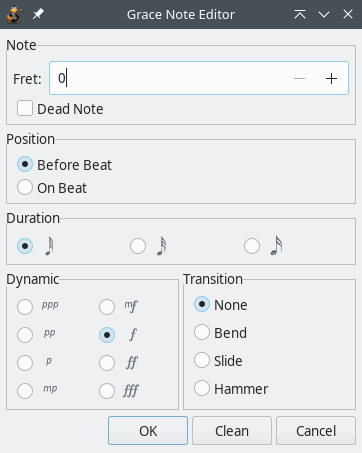 Grace Note Editor
Note
Fret: 0
Dead Note
Position
Before Beat
On Beat
Duration
Dynamic
ppp mf
pp f
p ff
mp fff
Transition
None
Bend
Slide
Hammer
OK Clean Cancel